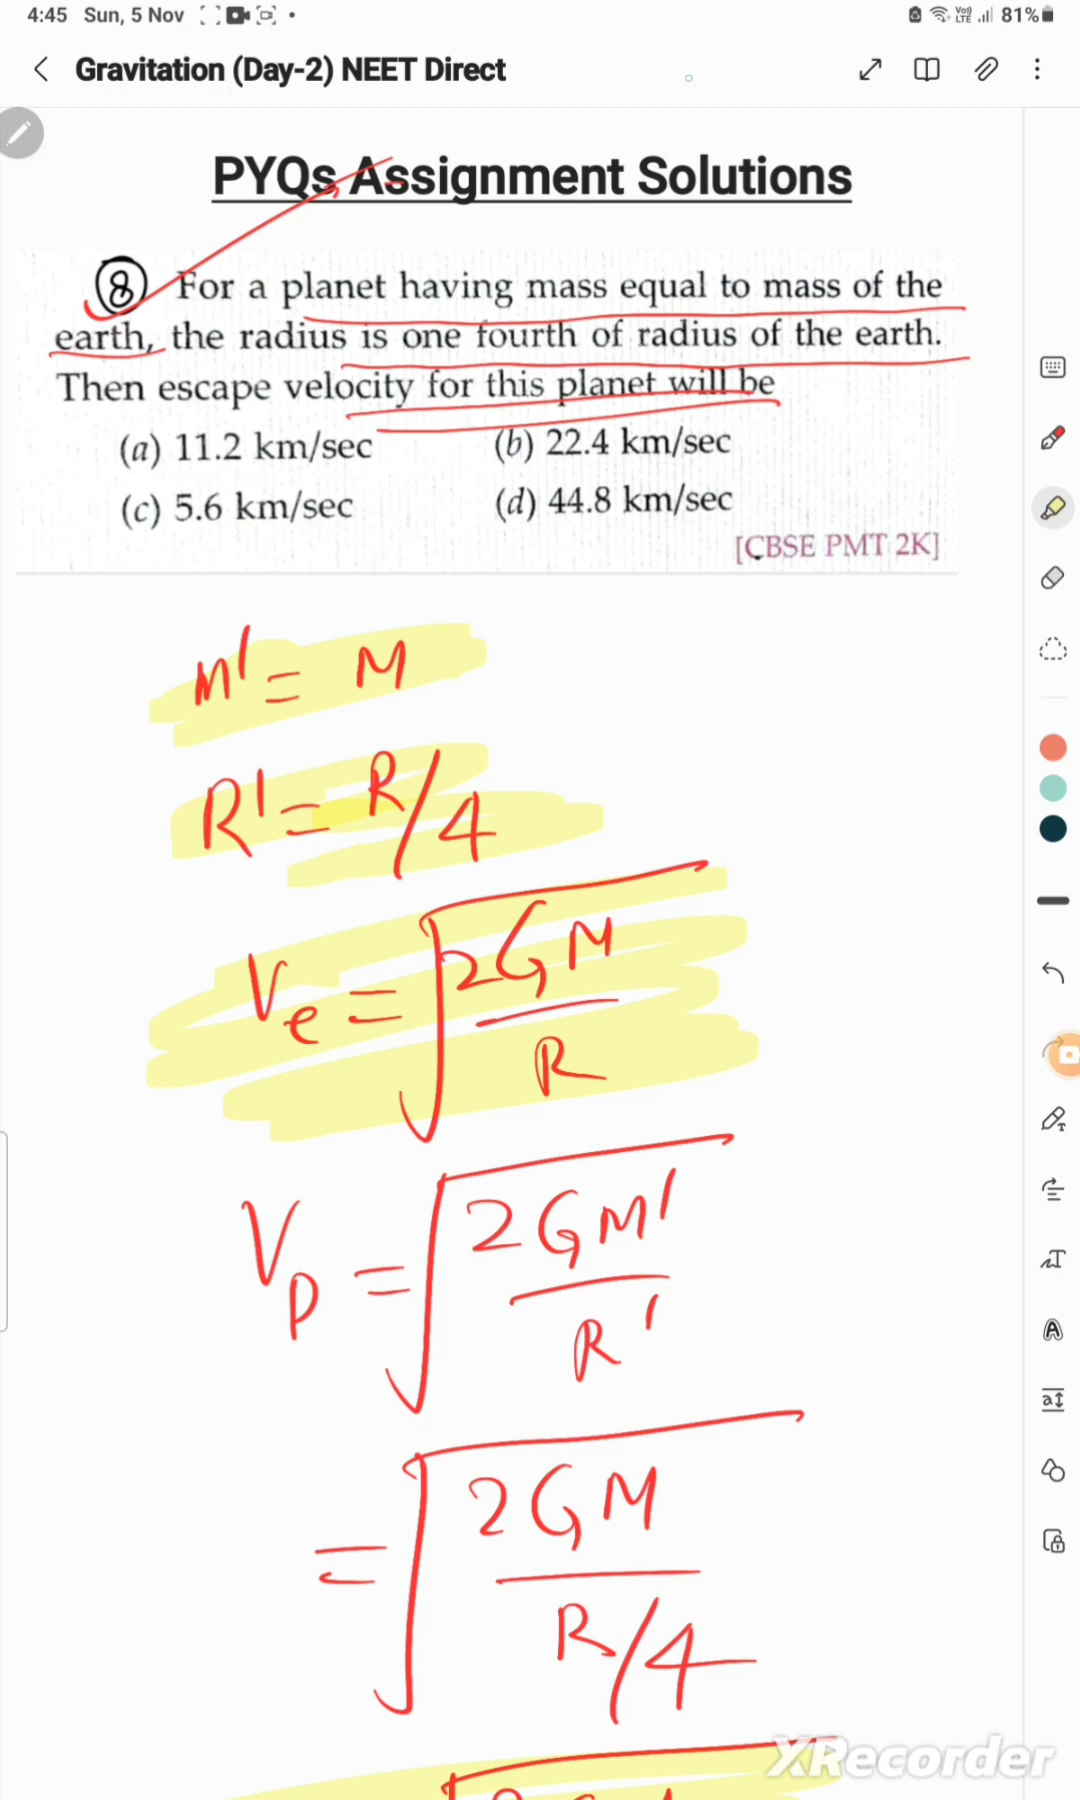 4:45 Sun, 5 Nov
81%
Gravitation (Day-2) NEET Direct
PYQs Assignment Solutions
8 For a planet having mass equal to mass of the
earth, the radius is one fourth of radius of the earth.
Then escape velocity for this planet will be
(a) 11.2 km/sec (b) 22.4 km/sec
(c) 5.6 km/sec (d) 44.8 km/sec
[CBSE PMT 2K]
M' = M
R' = R/4
Ve = √2GM/R
Vp = √2GM'/R'
= √2GM/R/4
XRecorder